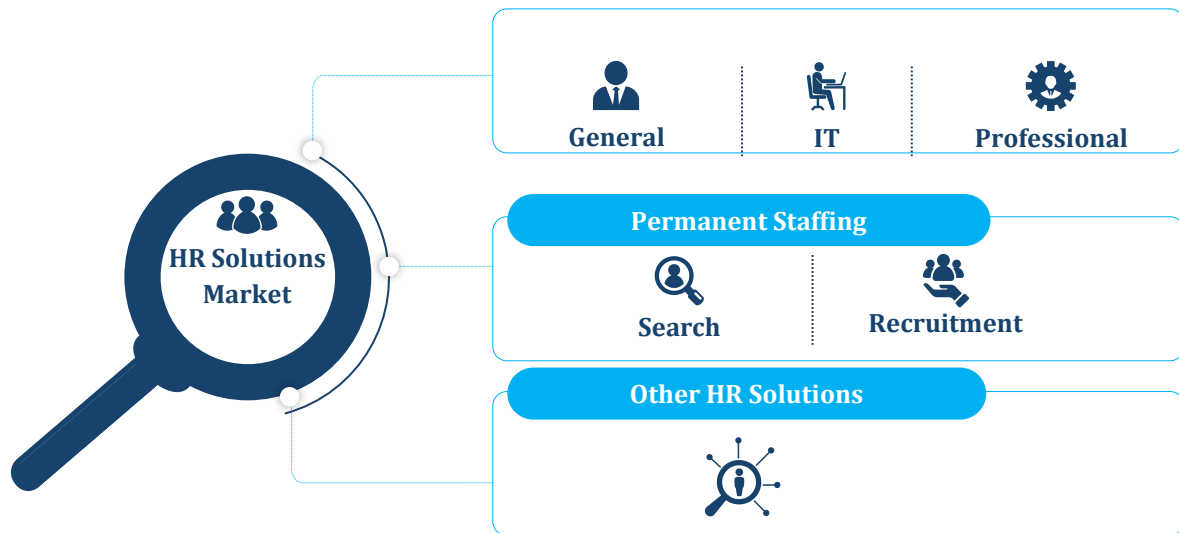 General
IT
Professional
HR Solutions
Market
Permanent Staffing
Search
Recruitment
Other HR Solutions